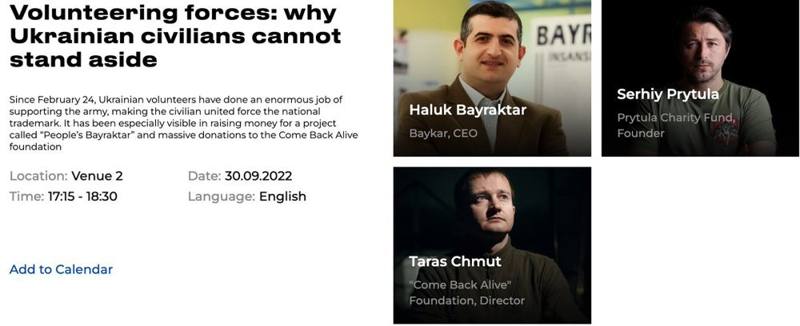 Volunteering forces: why
Ukrainian civilians cannot
stand aside
Since February 24, Ukrainian volunteers have done an enormous job of
supporting the army, making the civilian united force the national
trademark. It has been especially visible in raising money for a project
called "People's Bayraktar" and massive donations to the Come Back Alive
foundation
Location: Venue 2
Date: 30.09.2022
Time: 17:15 - 18:30
Language: English
Add to Calendar
BAYR
INSANSI
Haluk Bayraktar
Baykar, CEO
Serhiy Prytula
Prytula Charity Fund,
Founder
Taras Chmut
"Come Back Alive"
Foundation, Director